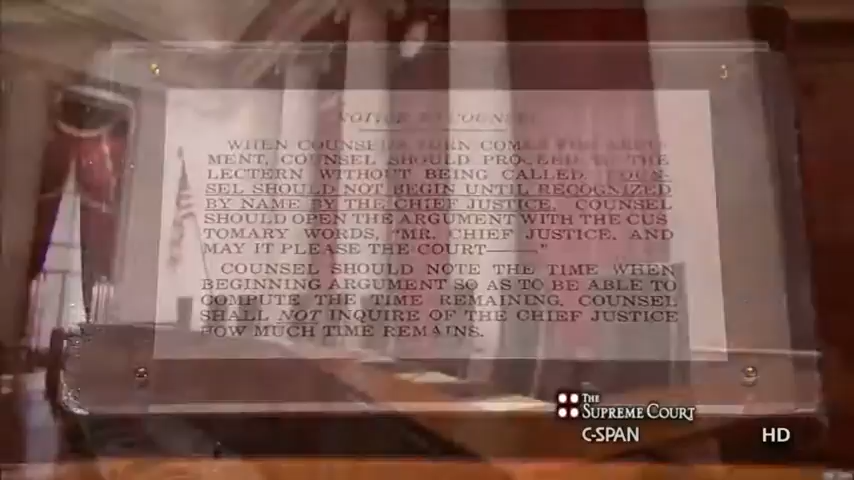 NOTICE TO COUNSEL
WHEN COUNSEL'S TURN COMES FOR ARGU-
MENT, COUNSEL SHOULD PROCEED TO THE
LECTERN WITHOUT BEING CALLED. COUN-
SEL SHOULD NOT BEGIN UNTIL RECOGNIZED
BY NAME BY THE CHIEF JUSTICE. COUNSEL
SHOULD OPEN THE ARGUMENT WITH THE CUS
TOMARY WORDS, "MR. CHIEF JUSTICE, AND
MAY IT PLEASE THE COURT——"
COUNSEL SHOULD NOTE THE TIME WHEN
BEGINNING ARGUMENT SO AS TO BE ABLE TO
COMPUTE THE TIME REMAINING. COUNSEL
SHALL NOT INQUIRE OF THE CHIEF JUSTICE
HOW MUCH TIME REMAINS.
THE
SUPREME COURT
C-SPAN
HD